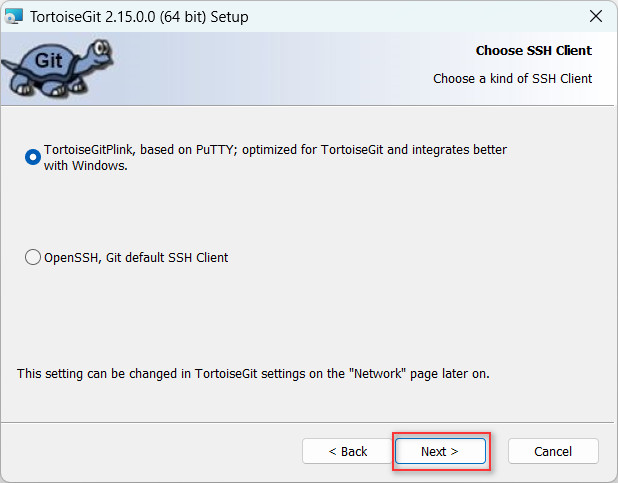 TortoiseGit 2.15.0.0 (64 bit) Setup
Git
Choose SSH Client
Choose a kind of SSH Client
TortoiseGitPlink, based on PuTTY; optimized for TortoiseGit and integrates better
with Windows.
OpenSSH, Git default SSH Client
This setting can be changed in TortoiseGit settings on the "Network" page later on.
< Back
Next >
Cancel